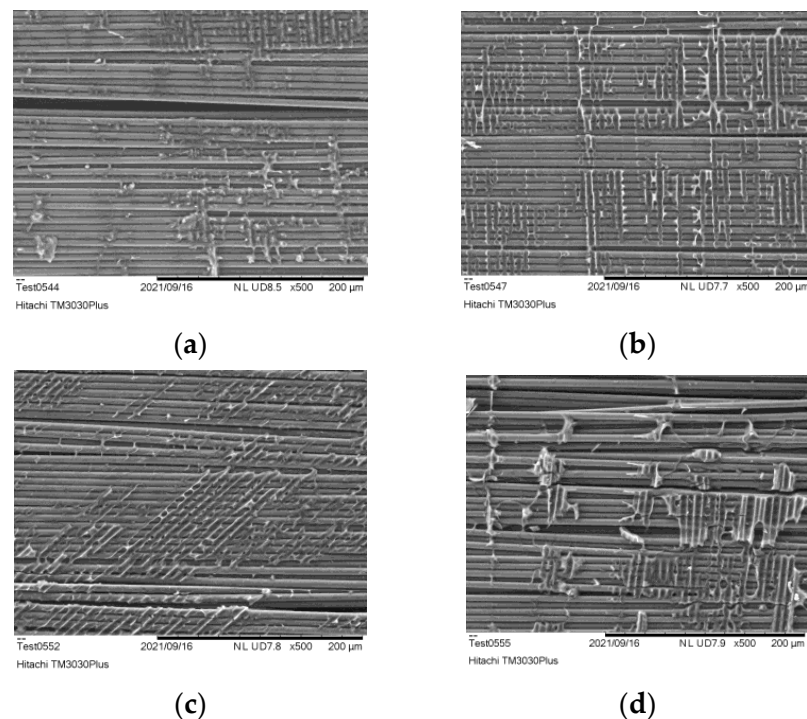 Test0544 2021/09/16 NL UD8.5 x500 200 µm
Hitachi TM3030Plus
Test0547 2021/09/16 NL UD7.7 x500 200 µm
Hitachi TM3030Plus
(a) (b)
Test0552 2021/09/16 NL UD7.8 x500 200 µm
Hitachi TM3030Plus
Test0555 2021/09/16 NL UD7.9 x500 200 µm
Hitachi TM3030Plus
(c) (d)